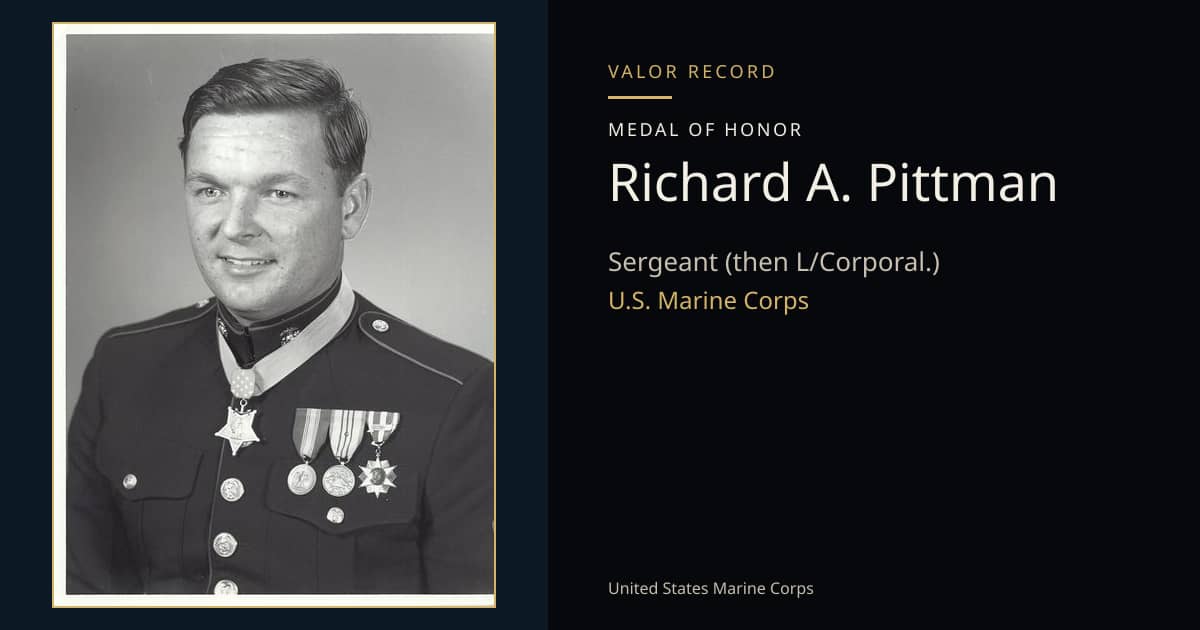 VALOR RECORD
MEDAL OF HONOR
Richard A. Pittman
Sergeant (then L/Corporal.)
U.S. Marine Corps
United States Marine Corps